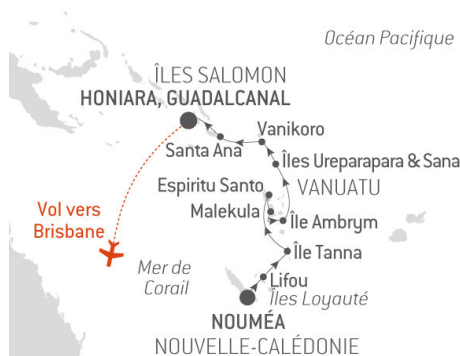 Océan Pacifique
ÎLES SALOMON
HONIARA, GUADALCANAL
Vanikoro
Santa Ana
Îles Ureparapara & Sana
Espiritu Santo
VANUATU
Malekula
Île Ambrym
Vol vers
Brisbane
Île Tanna
Mer de
Corail
Lifou
Îles Loyauté
NOUMÉA
NOUVELLE-CALÉDONIE